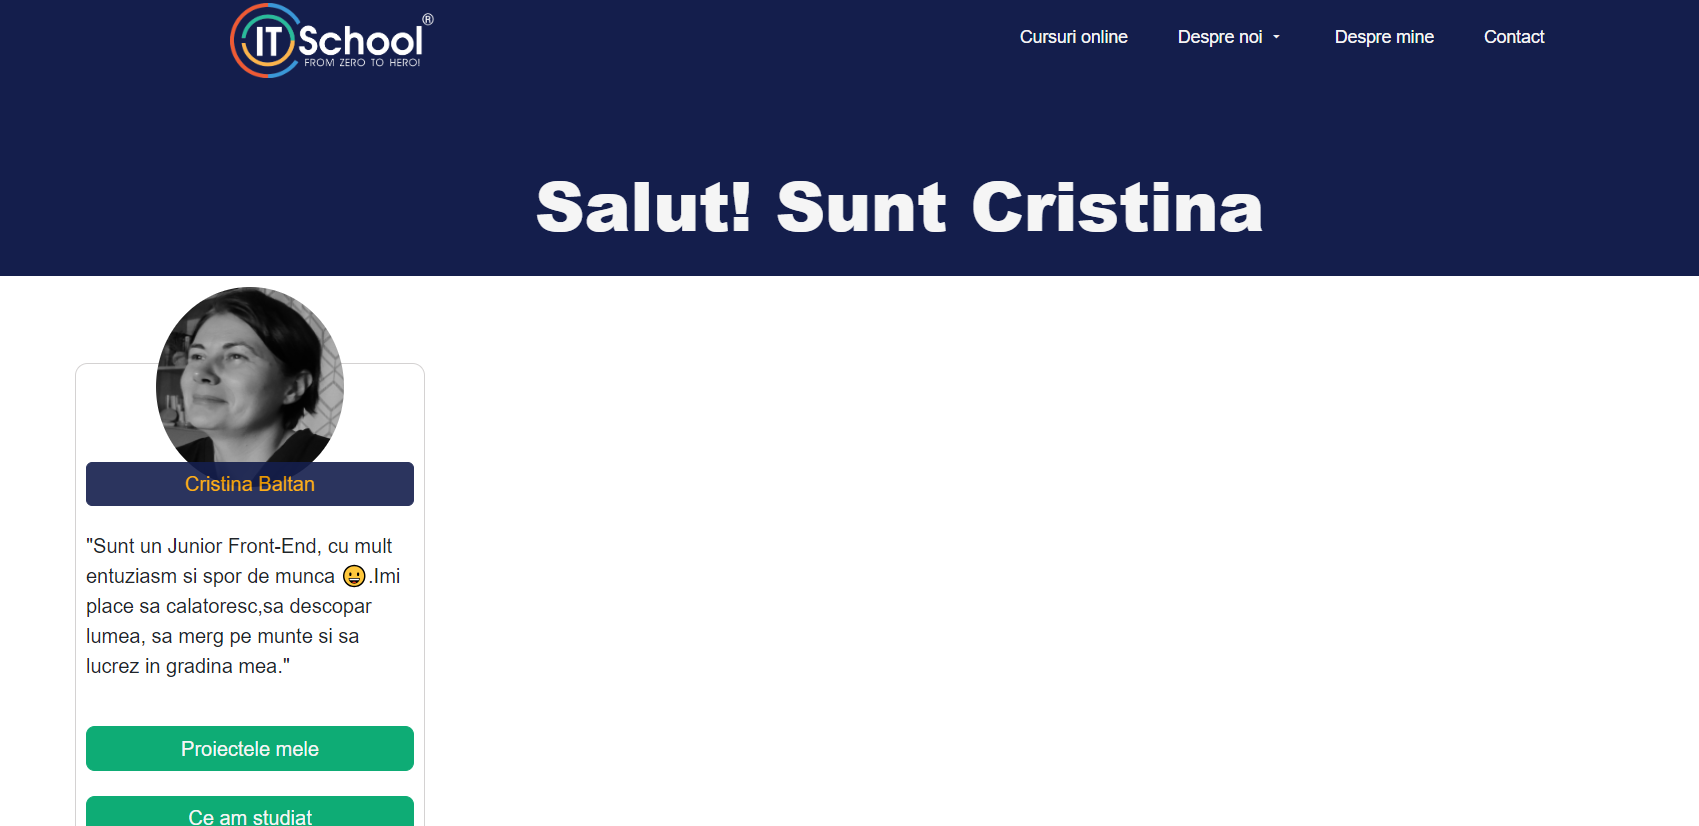 IT School®
FROM ZERO TO HERO!
Cursuri online
Despre noi
Despre mine
Contact
Salut! Sunt Cristina
Cristina Baltan
"Sunt un Junior Front-End, cu mult
entuziasm si spor de munca 😀.Imi
place sa calatoresc,sa descopar
lumea, sa merg pe munte si sa
lucrez in gradina mea."
Proiectele mele
Ce am studiat